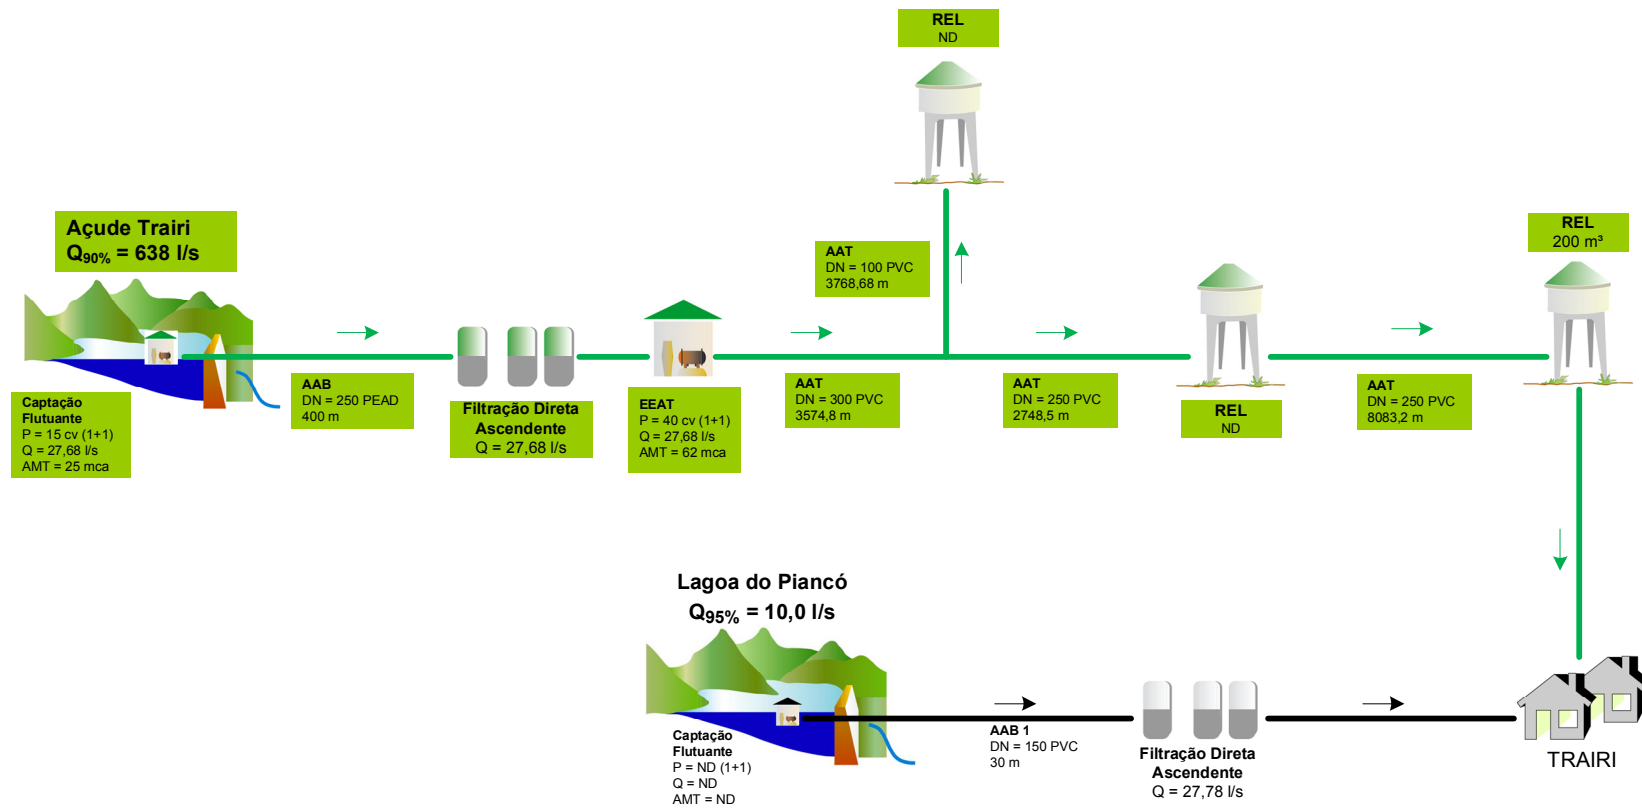 REL
ND
Açude Trairi
Q90% = 638 l/s
REL
200 m³
AAT
DN = 100 PVC
3768,68 m
AAB
DN = 250 PEAD
400 m
Captação
Flutuante
P = 15 cv (1+1)
Q = 27,68 l/s
AMT = 25 mca
Filtração Direta
Ascendente
Q = 27,68 l/s
EEAT
P = 40 cv (1+1)
Q = 27,68 l/s
AMT = 62 mca
AAT
DN = 300 PVC
3574,8 m
AAT
DN = 250 PVC
2748,5 m
REL
ND
AAT
DN = 250 PVC
8083,2 m
Lagoa do Piancó
Q95% = 10,0 l/s
Captação
Flutuante
P = ND (1+1)
Q = ND
AMT = ND
AAB 1
DN = 150 PVC
30 m
Filtração Direta
Ascendente
Q = 27,78 l/s
TRAIRI